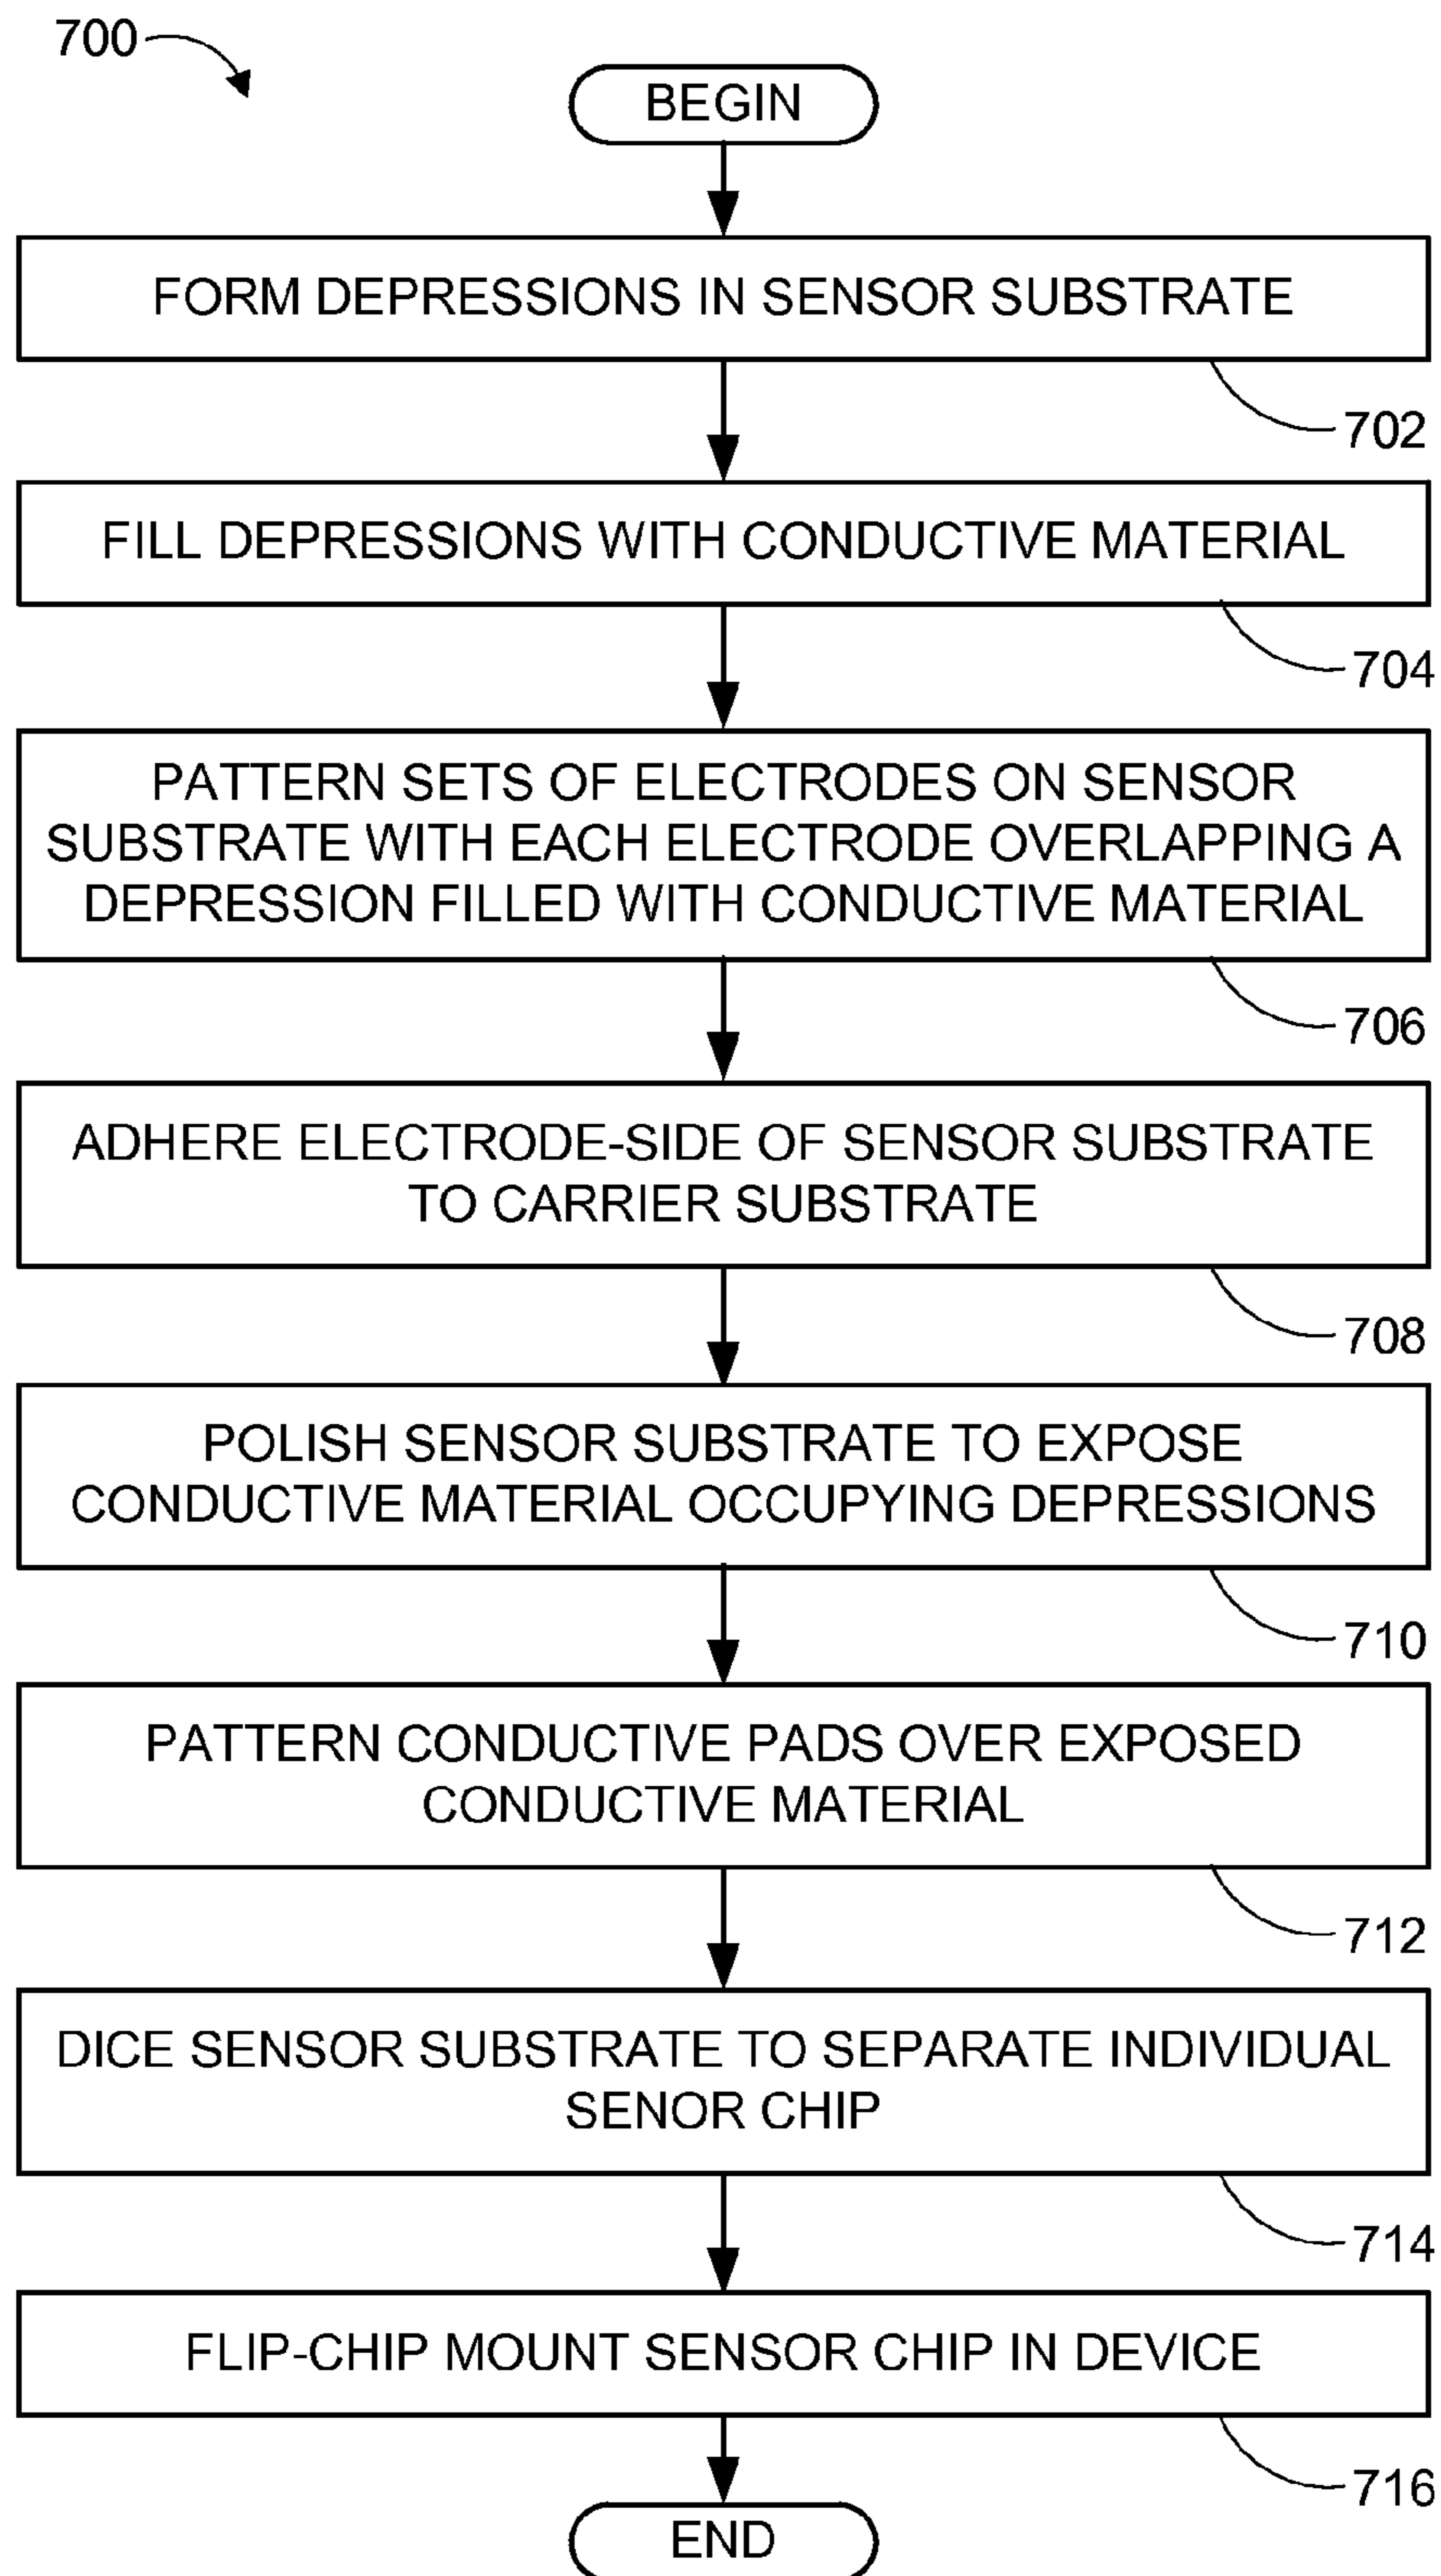 700
BEGIN
FORM DEPRESSIONS IN SENSOR SUBSTRATE
702
FILL DEPRESSIONS WITH CONDUCTIVE MATERIAL
704
PATTERN SETS OF ELECTRODES ON SENSOR
SUBSTRATE WITH EACH ELECTRODE OVERLAPPING A
DEPRESSION FILLED WITH CONDUCTIVE MATERIAL
706
ADHERE ELECTRODE-SIDE OF SENSOR SUBSTRATE
TO CARRIER SUBSTRATE
708
POLISH SENSOR SUBSTRATE TO EXPOSE
CONDUCTIVE MATERIAL OCCUPYING DEPRESSIONS
710
PATTERN CONDUCTIVE PADS OVER EXPOSED
CONDUCTIVE MATERIAL
712
DICE SENSOR SUBSTRATE TO SEPARATE INDIVIDUAL
SENOR CHIP
714
FLIP-CHIP MOUNT SENSOR CHIP IN DEVICE
716
END